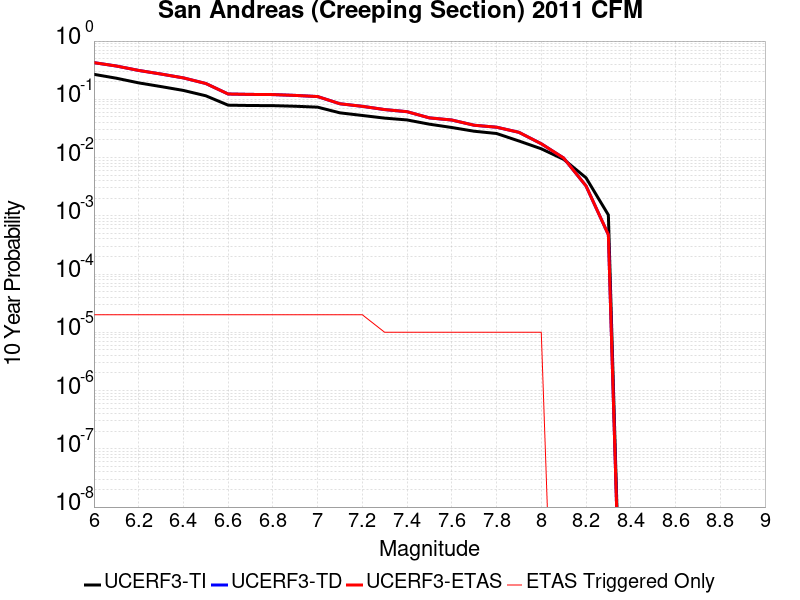 San Andreas (Creeping Section) 2011 CFM
10^0
10^-1
10^-2
10^-3
10^-4
10^-5
10^-6
10^-7
10^-8
10 Year Probability
6 6.2 6.4 6.6 6.8 7 7.2 7.4 7.6 7.8 8 8.2 8.4 8.6 8.8 9
Magnitude
UCERF3-TI UCERF3-TD UCERF3-ETAS ETAS Triggered Only